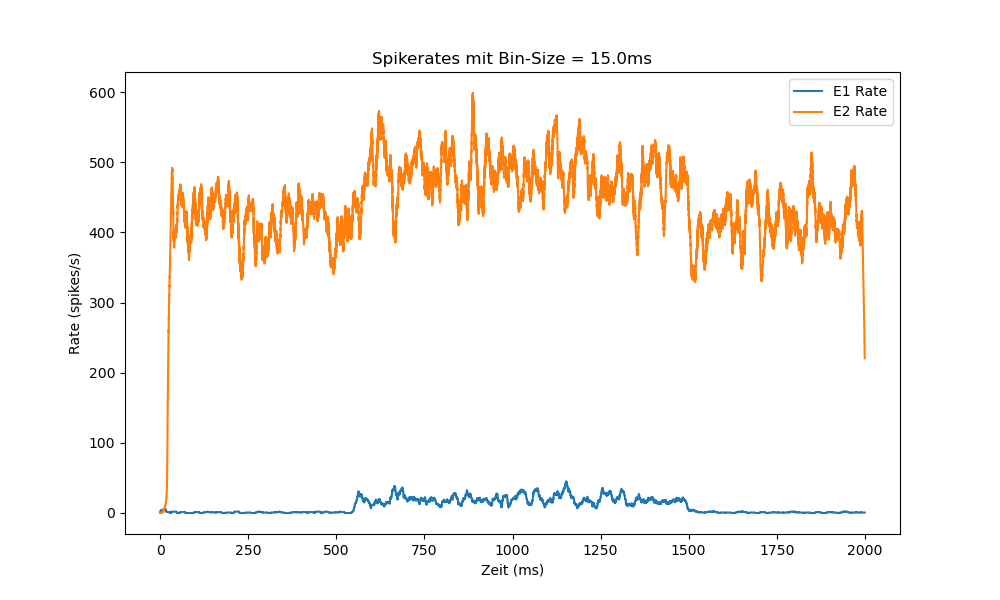 Spikerates mit Bin-Size = 15.0ms
E1 Rate
E2 Rate
600
500
400
300
200
100
0
Rate (spikes/s)
0 250 500 750 1000 1250 1500 1750 2000
Zeit (ms)